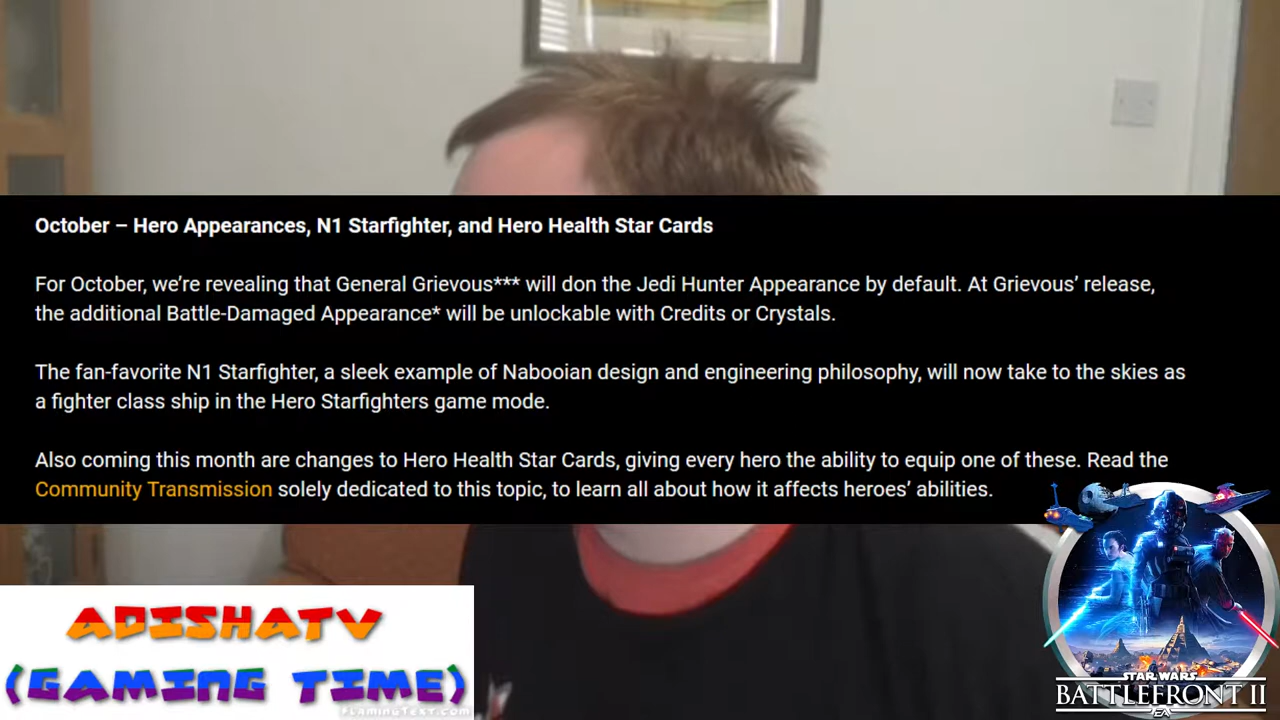 October – Hero Appearances, N1 Starfighter, and Hero Health Star Cards
For October, we're revealing that General Grievous*** will don the Jedi Hunter Appearance by default. At Grievous' release,
the additional Battle-Damaged Appearance* will be unlockable with Credits or Crystals.
The fan-favorite N1 Starfighter, a sleek example of Nabooian design and engineering philosophy, will now take to the skies as
a fighter class ship in the Hero Starfighters game mode.
Also coming this month are changes to Hero Health Star Cards, giving every hero the ability to equip one of these. Read the
Community Transmission solely dedicated to this topic, to learn all about how it affects heroes' abilities.
ADISHATV
(GAMING TIME)
FLAMINGTEXT.COM
STAR WARS
BATTLEFRONT II
EA